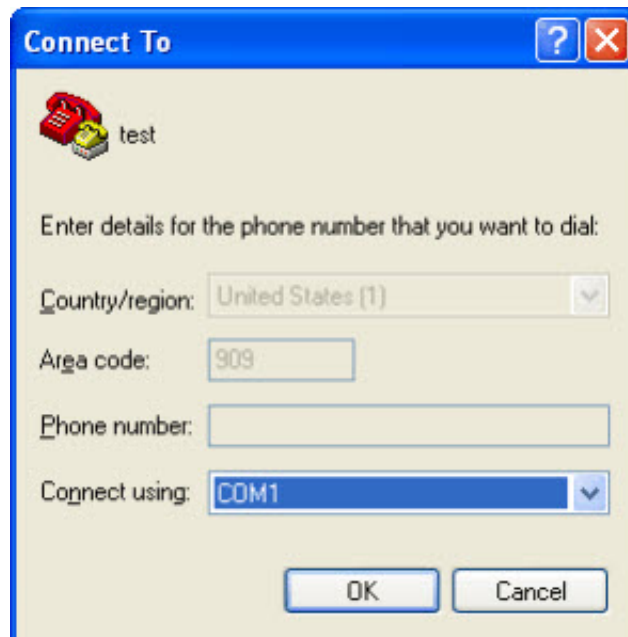 Connect To
?
test
Enter details for the phone number that you want to dial:
Country/region: United States (1)
Area code: 909
Phone number:
Connect using: COM1
OK Cancel